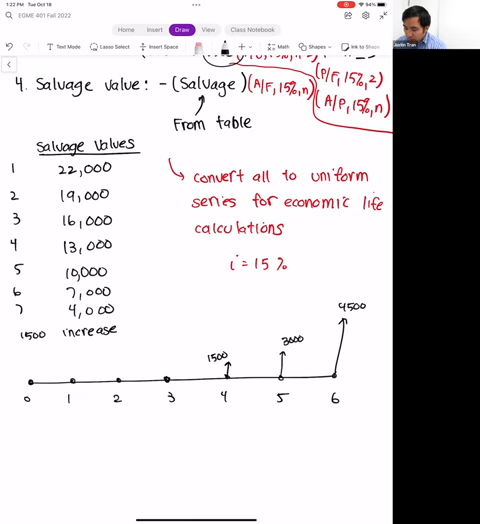 1:22 PM Tue Oct 18
94%
EGME 401 Fall 2022
Home Insert Draw View Class Notebook
Text Mode Lasso Select Insert Space Math Shapes Ink to Shape
Justin Tran
4. Salvage value: - (Salvage) (A/F, 15%, n)
(P/F, 15%, 2)
(A/P, 15%, n)
From table
Salvage Values
1 22,000
2 19,000
3 16,000
4 13,000
5 10,000
6 7,000
7 4,000
1500 increase
convert all to uniform
series for economic life
calculations
i = 15 %
1500 3000 4500
0 1 2 3 4 5 6